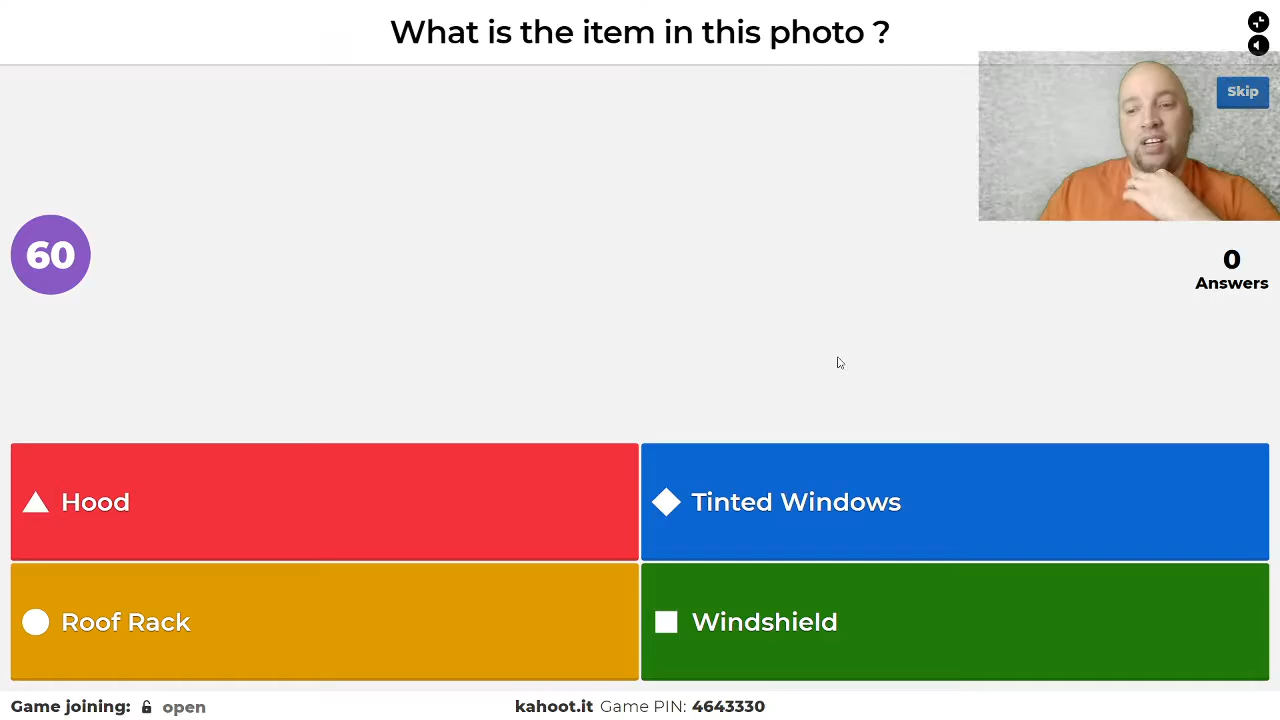 What is the item in this photo ?
Skip
60
0
Answers
Hood
Tinted Windows
Roof Rack
Windshield
Game joining: open
kahoot.it Game PIN: 4643330